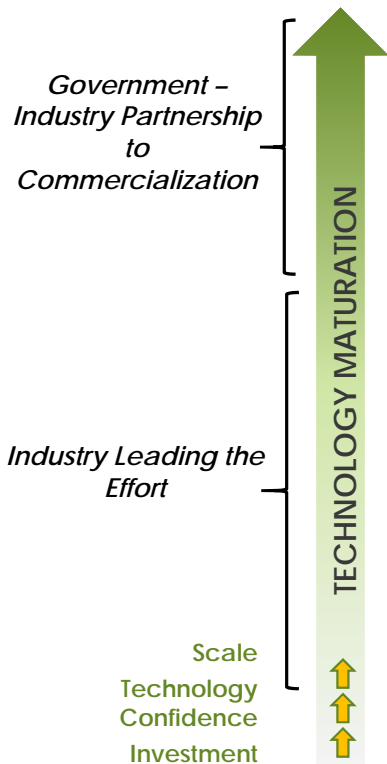 Government –
Industry Partnership
to
Commercialization
TECHNOLOGY MATURATION
Industry Leading the
Effort
Scale
Technology
Confidence
Investment